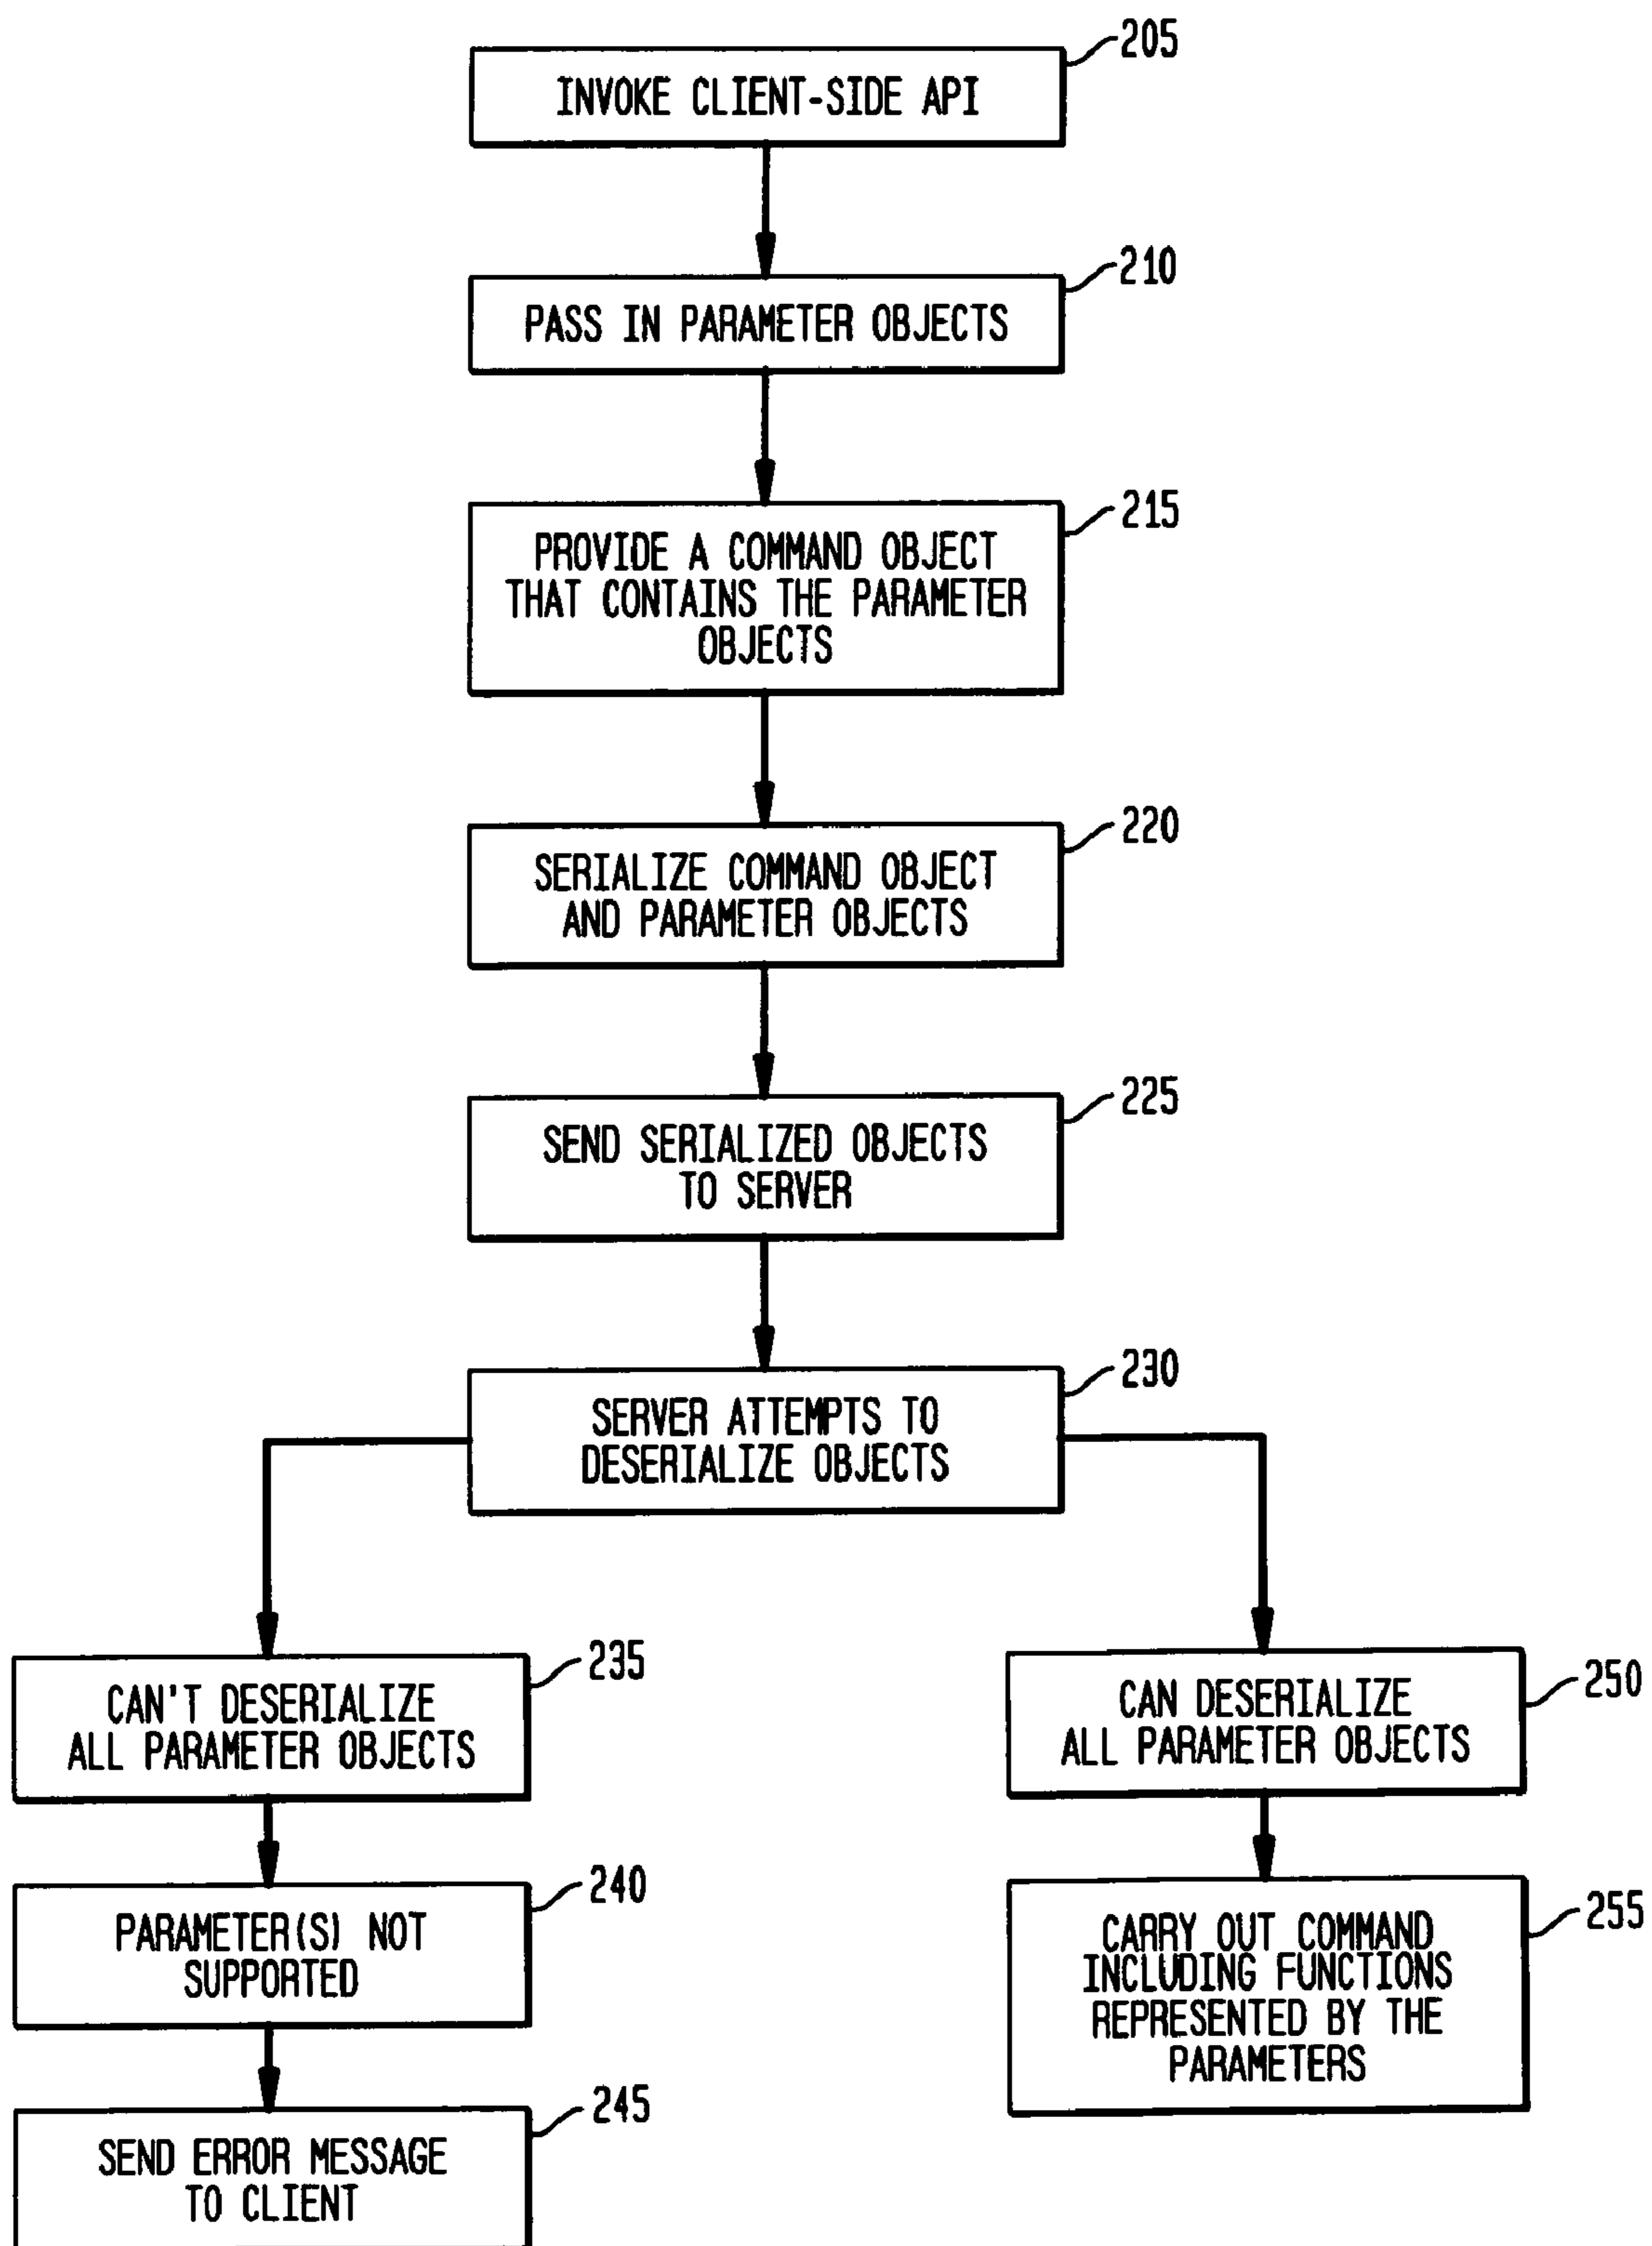 205
INVOKE CLIENT-SIDE API
210
PASS IN PARAMETER OBJECTS
215
PROVIDE A COMMAND OBJECT
THAT CONTAINS THE PARAMETER
OBJECTS
220
SERIALIZE COMMAND OBJECT
AND PARAMETER OBJECTS
225
SEND SERIALIZED OBJECTS
TO SERVER
230
SERVER ATTEMPTS TO
DESERIALIZE OBJECTS
235
CAN'T DESERIALIZE
ALL PARAMETER OBJECTS
250
CAN DESERIALIZE
ALL PARAMETER OBJECTS
240
PARAMETER(S) NOT
SUPPORTED
255
CARRY OUT COMMAND
INCLUDING FUNCTIONS
REPRESENTED BY THE
PARAMETERS
245
SEND ERROR MESSAGE
TO CLIENT